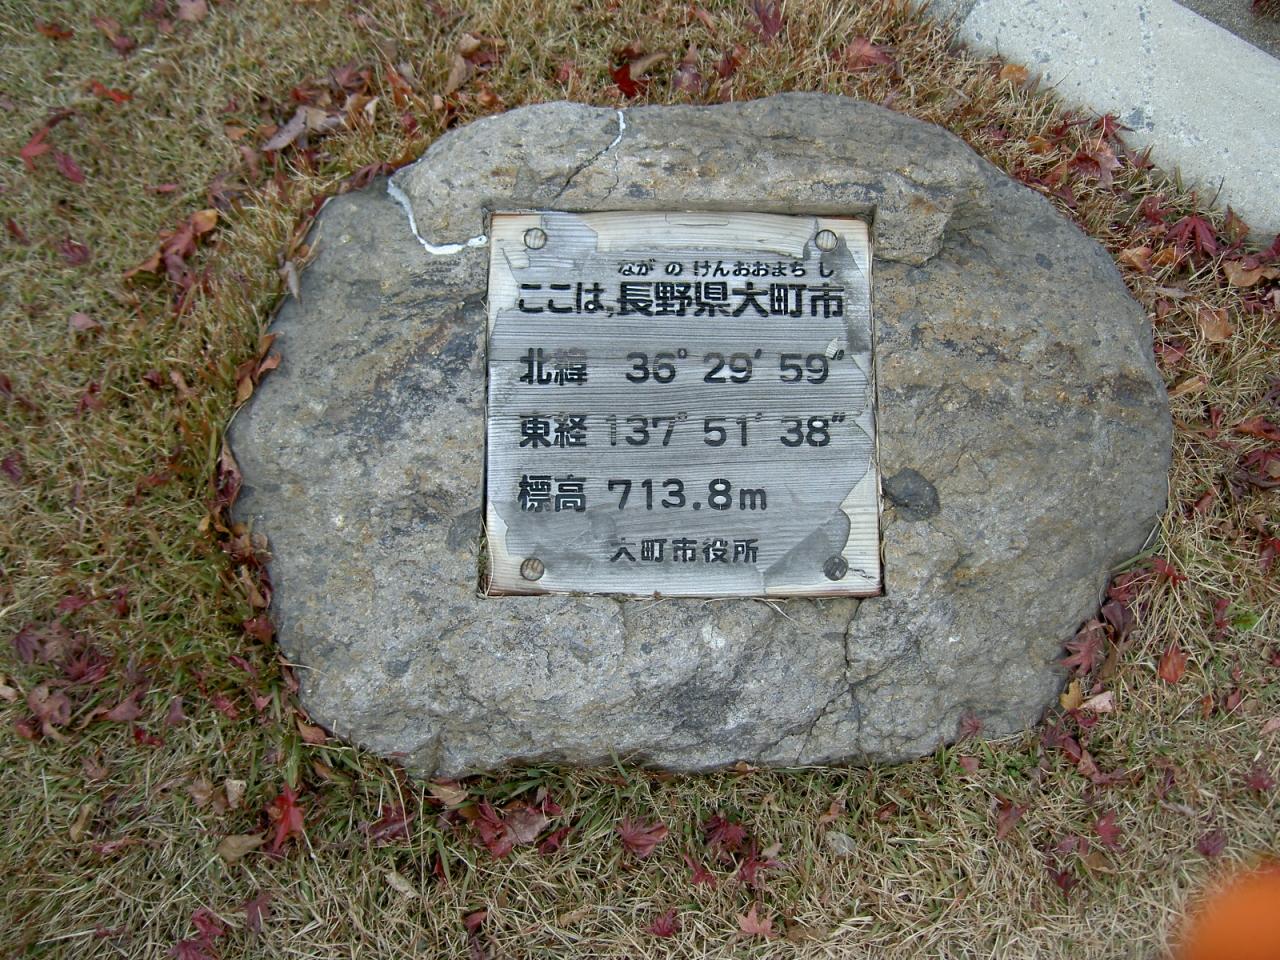 ながのけんおおまちし
ここは,長野県大町市
北緯 36° 29′ 59″
東経 137° 51′ 38″
標高 713.8m
大町市役所